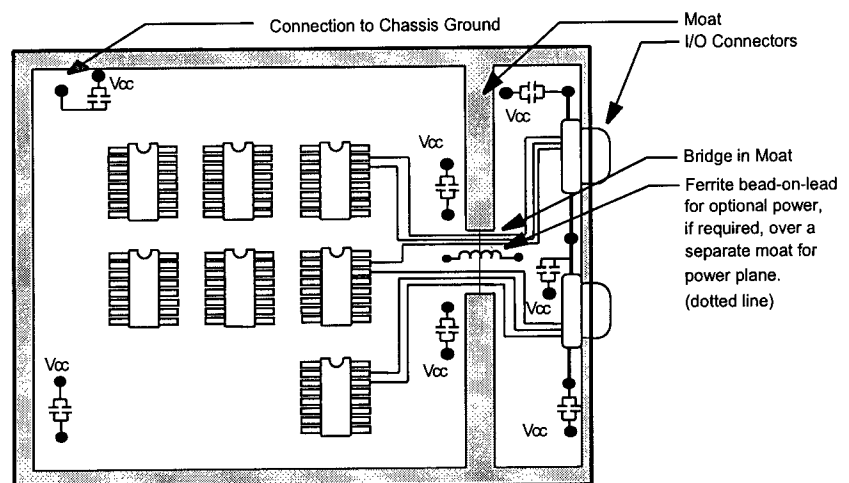 Connection to Chassis Ground
Moat
I/O Connectors
Vcc
Vcc
Vcc
Bridge in Moat
Ferrite bead-on-lead
for optional power,
if required, over a
separate moat for
power plane.
(dotted line)
Vcc
Vcc
Vcc
Vcc